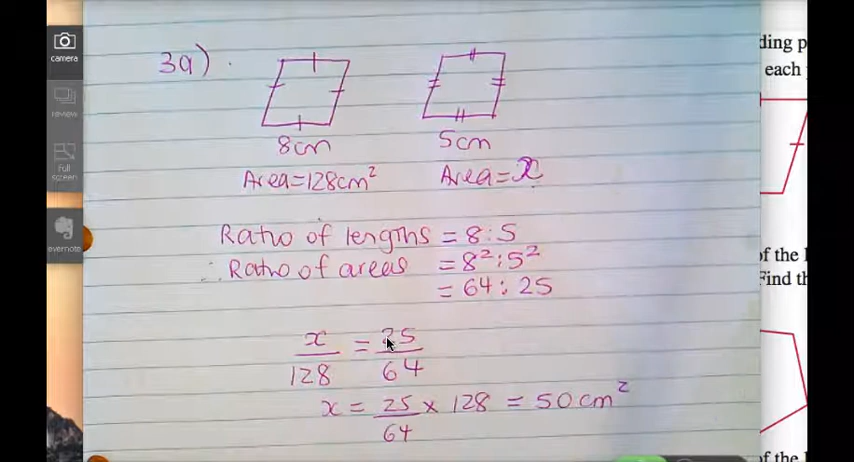 camera
review
Full
screen
evernote
3a)
8cm
5cm
Area=128cm²
Area=x
Ratio of lengths = 8:5
∴ Ratio of areas = 8²:5²
= 64:25
x/128 = 25/64
x = 25/64 × 128 = 50cm²
ding p
each
of the
Find th
of the